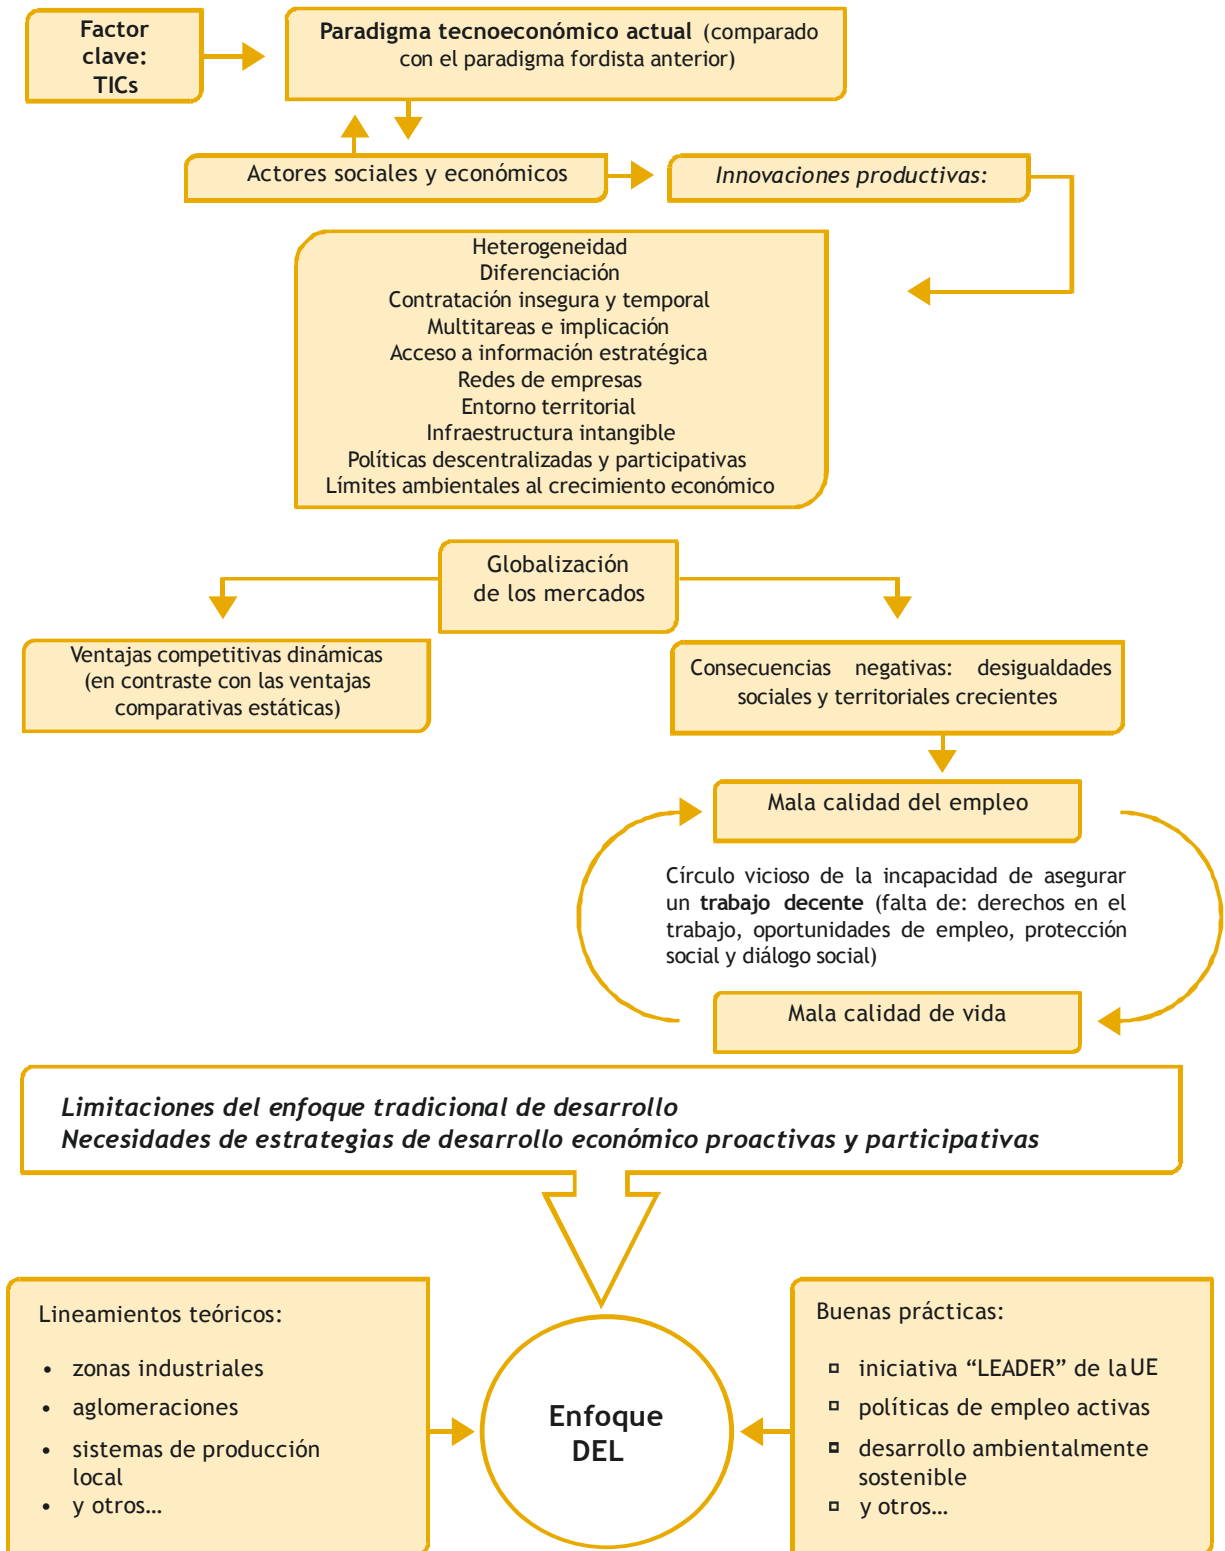 Factor
clave:
TICs
Paradigma tecnoeconómico actual (comparado
con el paradigma fordista anterior)
Actores sociales y económicos
Innovaciones productivas:
Heterogeneidad
Diferenciación
Contratación insegura y temporal
Multitareas e implicación
Acceso a información estratégica
Redes de empresas
Entorno territorial
Infraestructura intangible
Políticas descentralizadas y participativas
Límites ambientales al crecimiento económico
Globalización
de los mercados
Ventajas competitivas dinámicas
(en contraste con las ventajas
comparativas estáticas)
Consecuencias negativas: desigualdades
sociales y territoriales crecientes
Mala calidad del empleo
Círculo vicioso de la incapacidad de asegurar
un trabajo decente (falta de: derechos en el
trabajo, oportunidades de empleo, protección
social y diálogo social)
Mala calidad de vida
Limitaciones del enfoque tradicional de desarrollo
Necesidades de estrategias de desarrollo económico proactivas y participativas
Lineamientos teóricos:
• zonas industriales
• aglomeraciones
• sistemas de producción
local
• y otros…
Enfoque
DEL
Buenas prácticas:
▫ iniciativa “LEADER” de la UE
▫ políticas de empleo activas
▫ desarrollo ambientalmente
sostenible
▫ y otros…